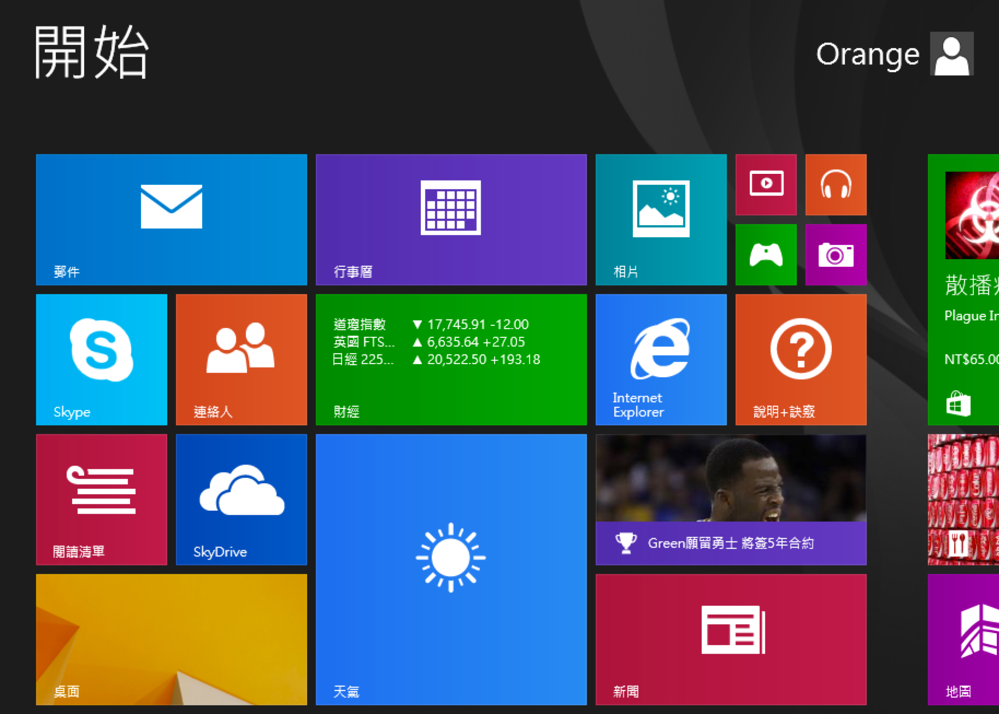 開始
Orange
郵件
行事曆
相片
散播
Plague In
NT$65.00
道瓊指數 ▼ 17,745.91 -12.00
英國 FTS... ▲ 6,635.64 +27.05
日經 225... ▲ 20,522.50 +193.18
Skype
連絡人
財經
Internet
Explorer
說明+訣竅
閱讀清單
SkyDrive
Green願留勇士 將簽5年合約
桌面
天氣
新聞
地圖